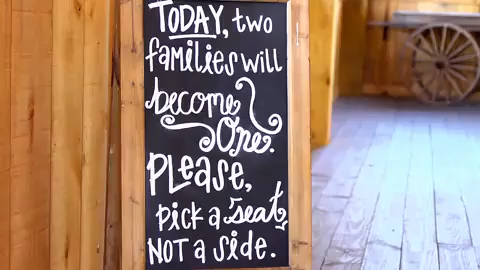 TODAY, two
families will
become
One.
PLease,
pick a seat,
NOT a side.